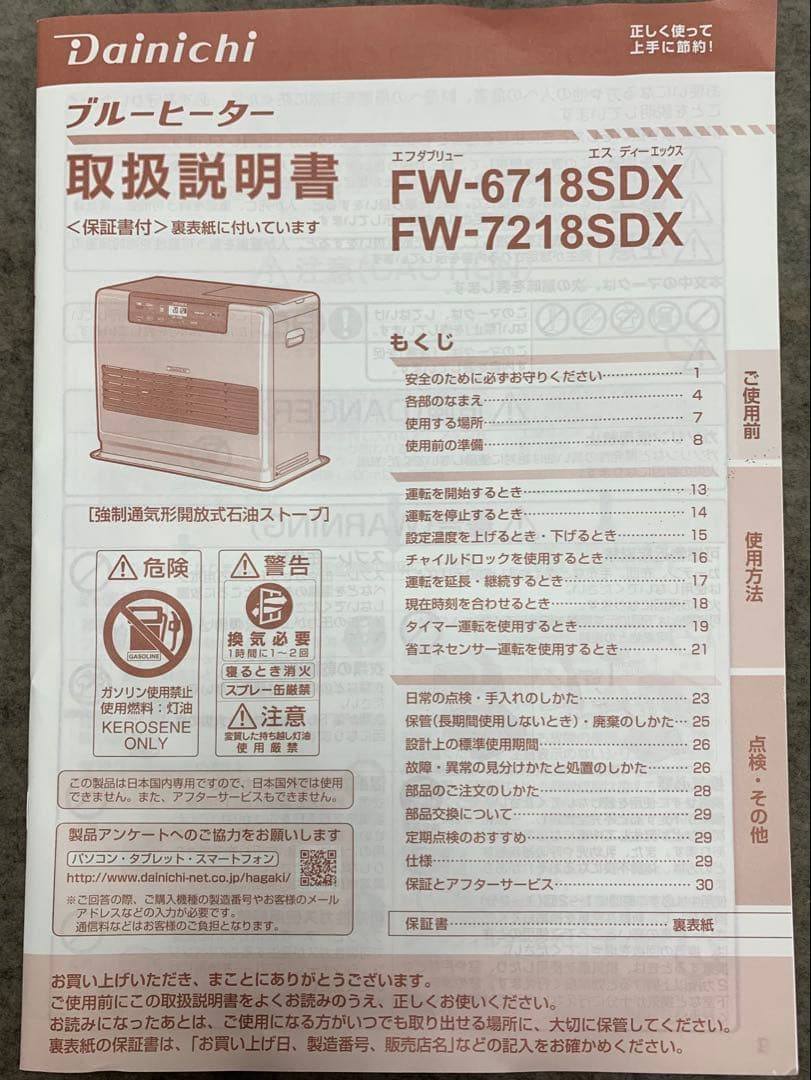 Dainichi
正しく使って
上手に節約!
ブルーヒーター
取扱説明書
<保証書付>裏表紙に付いています
エフダブリュー エス ディーエックス
FW-6718SDX
FW-7218SDX
[強制通気形開放式石油ストーブ]
危険
GASOLINE
ガソリン使用禁止
使用燃料:灯油
KEROSENE
ONLY
警告
換気必要
1時間に1~2回
寝るとき消火
スプレー缶厳禁
注意
変質した持ち越し灯油
使用厳禁
この製品は日本国内専用ですので、日本国外では使用
できません。また、アフターサービスもできません。
製品アンケートへのご協力をお願いします
パソコン・タブレット・スマートフォン
http://www.dainichi-net.co.jp/hagaki/
※ご回答の際、ご購入機種の製造番号やお客様のメール
アドレスなどの入力が必要です。
通信料などはお客様のご負担となります。
もくじ
安全のために必ずお守りください 1
各部のなまえ 4
使用する場所 7
使用前の準備 8
ご使用前
運転を開始するとき 13
運転を停止するとき 14
設定温度を上げるとき・下げるとき 15
チャイルドロックを使用するとき 16
運転を延長・継続するとき 17
現在時刻を合わせるとき 18
タイマー運転を使用するとき 19
省エネセンサー運転を使用するとき 21
使用方法
日常の点検・手入れのしかた 23
保管(長期間使用しないとき)・廃棄のしかた 25
設計上の標準使用期間 26
故障・異常の見分けかたと処置のしかた 26
部品のご注文のしかた 28
部品交換について 29
定期点検のおすすめ 29
仕様 29
保証とアフターサービス 30
点検・その他
保証書 裏表紙
お買い上げいただき、まことにありがとうございます。
ご使用前にこの取扱説明書をよくお読みのうえ、正しくお使いください。
お読みになったあとは、ご使用になる方がいつでも取り出せる場所に、大切に保管してください。
裏表紙の保証書は、「お買い上げ日、製造番号、販売店名」などの記入をお確かめください。